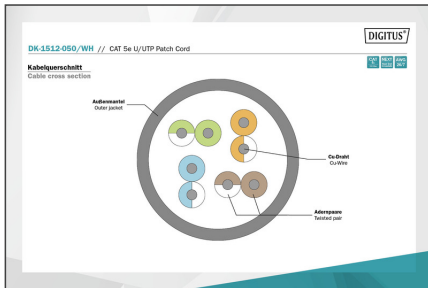 DIGITUS®
DK-1512-050/WH // CAT 5e U/UTP Patch Cord
Kabelquerschnitt
Cable cross section
Außenmantel
Outer jacket
Cu-Draht
Cu-Wire
Adernpaare
Twisted pair